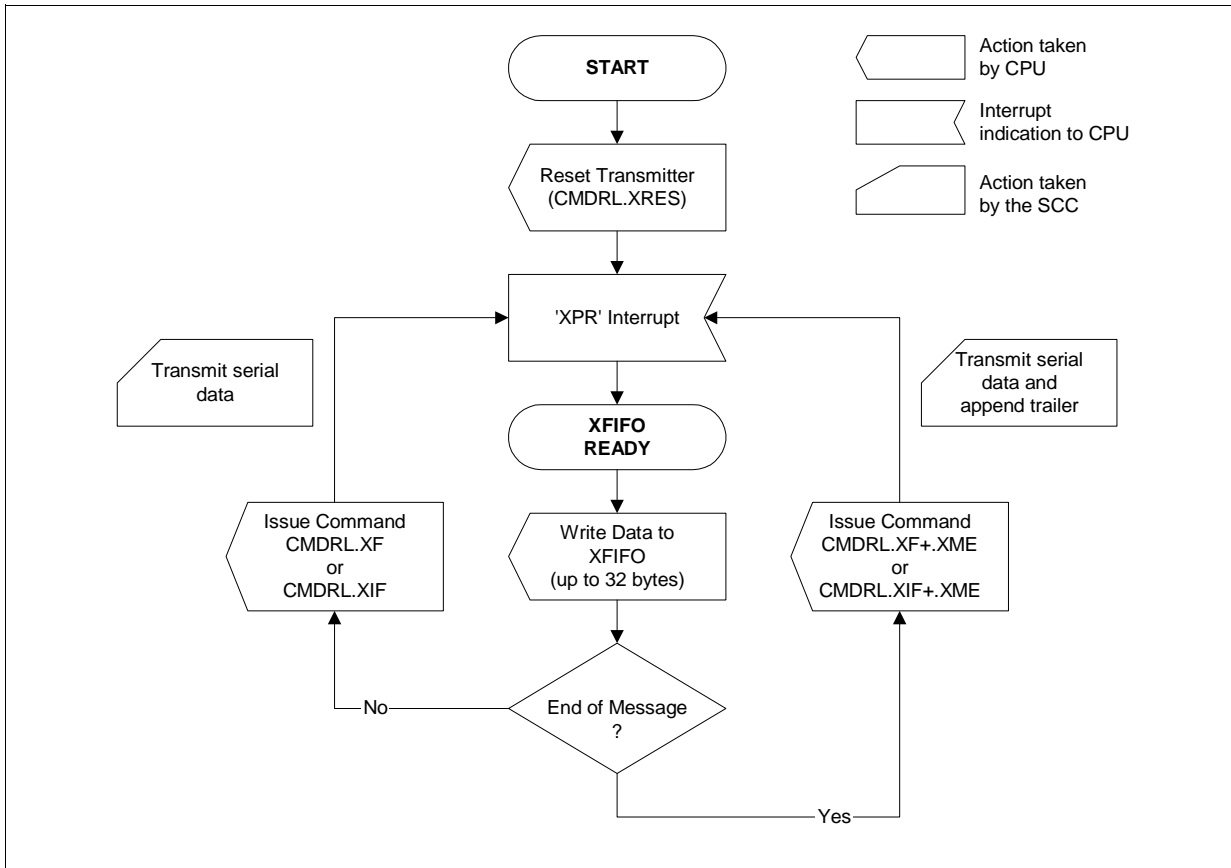 START
Action taken
by CPU
Interrupt
indication to CPU
Action taken
by the SCC
Reset Transmitter
(CMDRL.XRES)
'XPR' Interrupt
Transmit serial
data
Transmit serial
data and
append trailer
XFIFO
READY
Issue Command
CMDRL.XF
or
CMDRL.XIF
Write Data to
XFIFO
(up to 32 bytes)
Issue Command
CMDRL.XF+.XME
or
CMDRL.XIF+.XME
No
End of Message
?
Yes